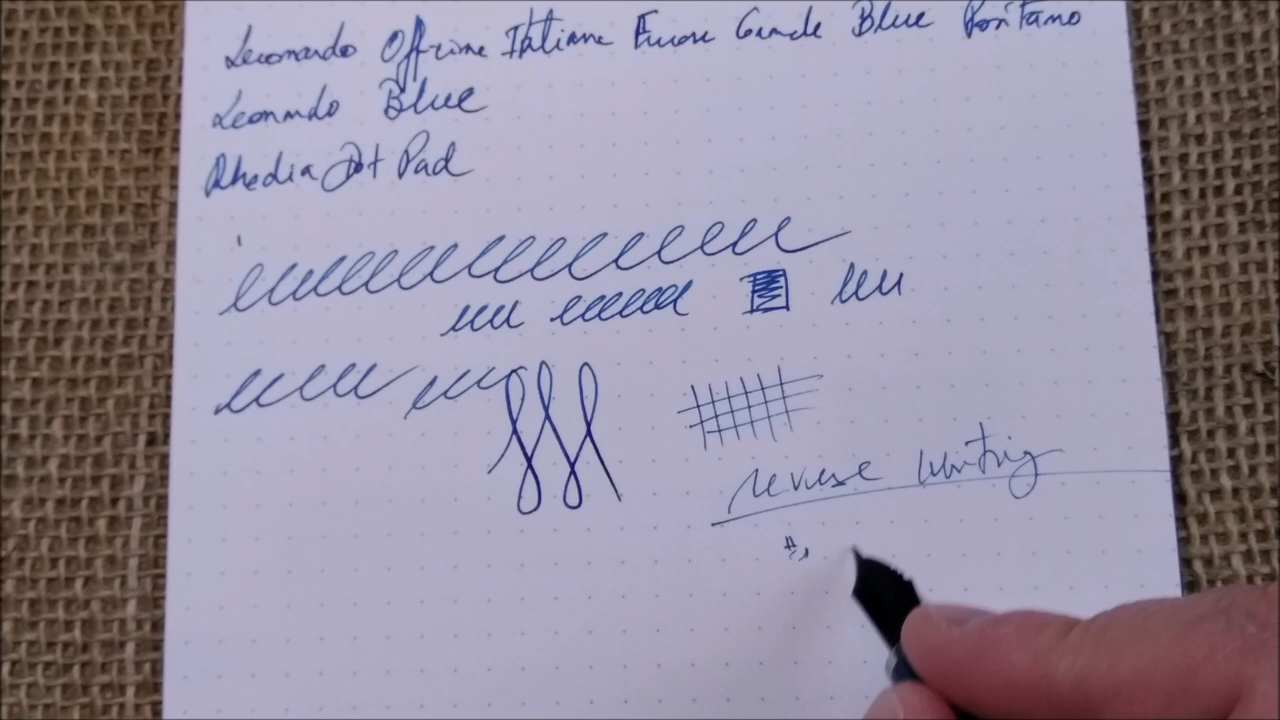 Leonardo Officina Italiana Furore Grande Blue Positano
Leonardo Blue
Rhodia Dot Pad
reverse writing